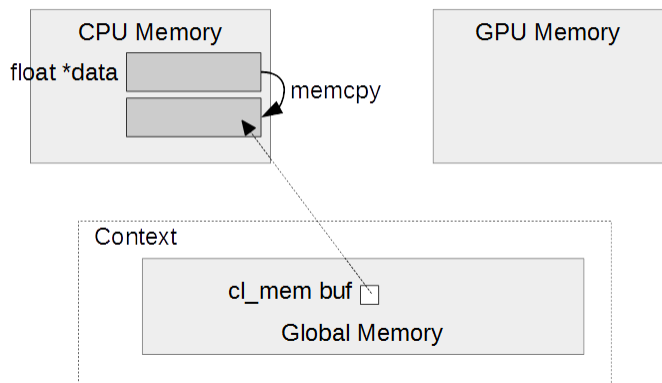 CPU Memory
GPU Memory
float *data
memcpy
Context
cl_mem buf
Global Memory